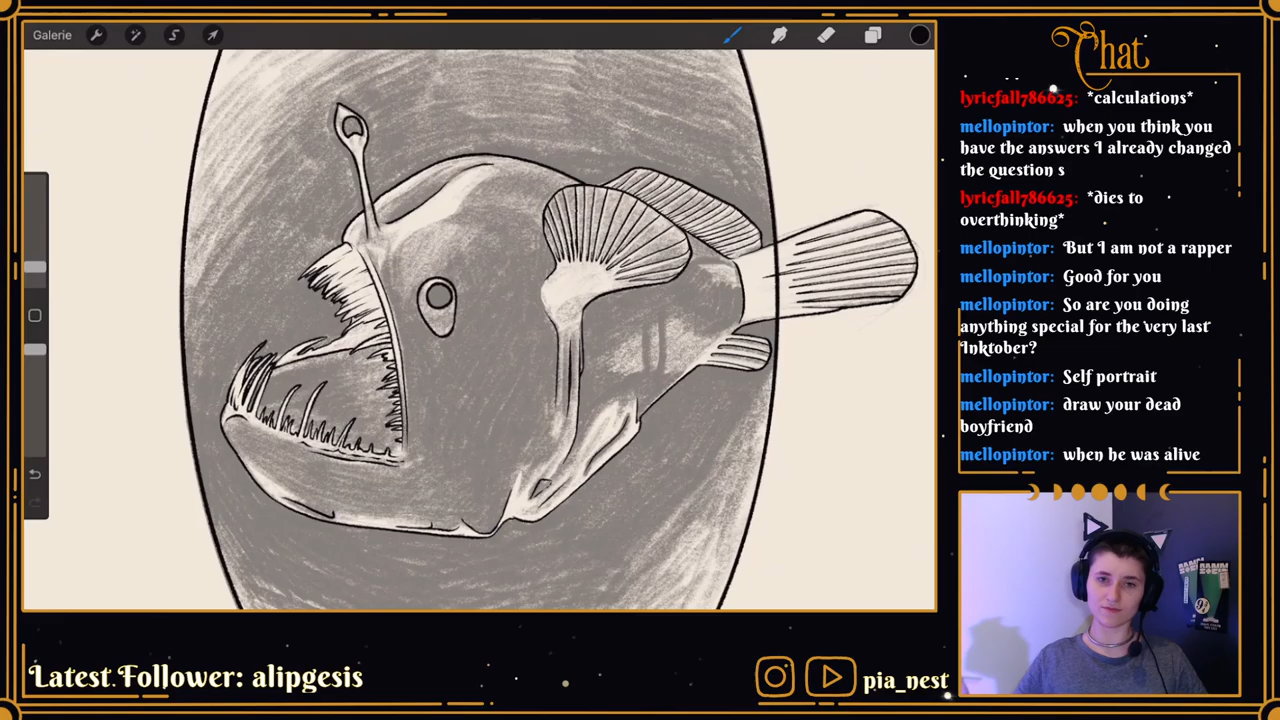 Galerie
Chat
lyricfall786625: *calculations*
mellopintor: when you think you
have the answers I already changed
the question s
lyricfall786625: *dies to
overthinking*
mellopintor: But I am not a rapper
mellopintor: Good for you
mellopintor: So are you doing
anything special for the very last
Inktober?
mellopintor: Self portrait
mellopintor: draw your dead
boyfriend
mellopintor: when he was alive
Latest Follower: alipgesis
pia_nest